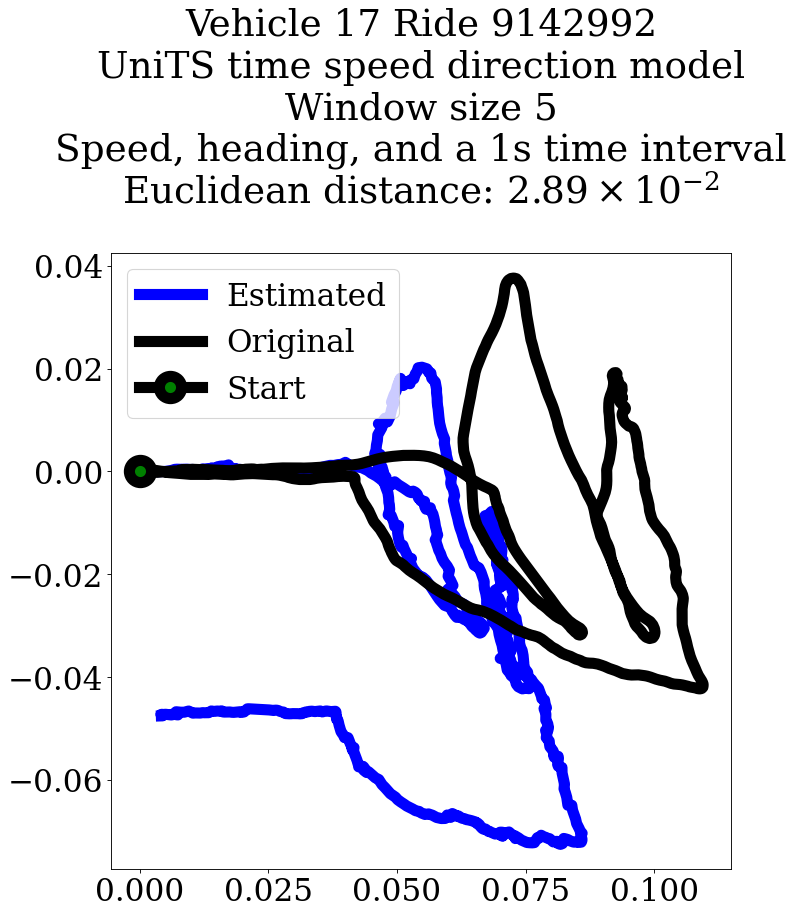 Vehicle 17 Ride 9142992
UniTS time speed direction model
Window size 5
Speed, heading, and a 1s time interval
Euclidean distance: 2.89 × 10⁻²
0.04
0.02
0.00
−0.02
−0.04
−0.06
Estimated
Original
Start
0.000 0.025 0.050 0.075 0.100